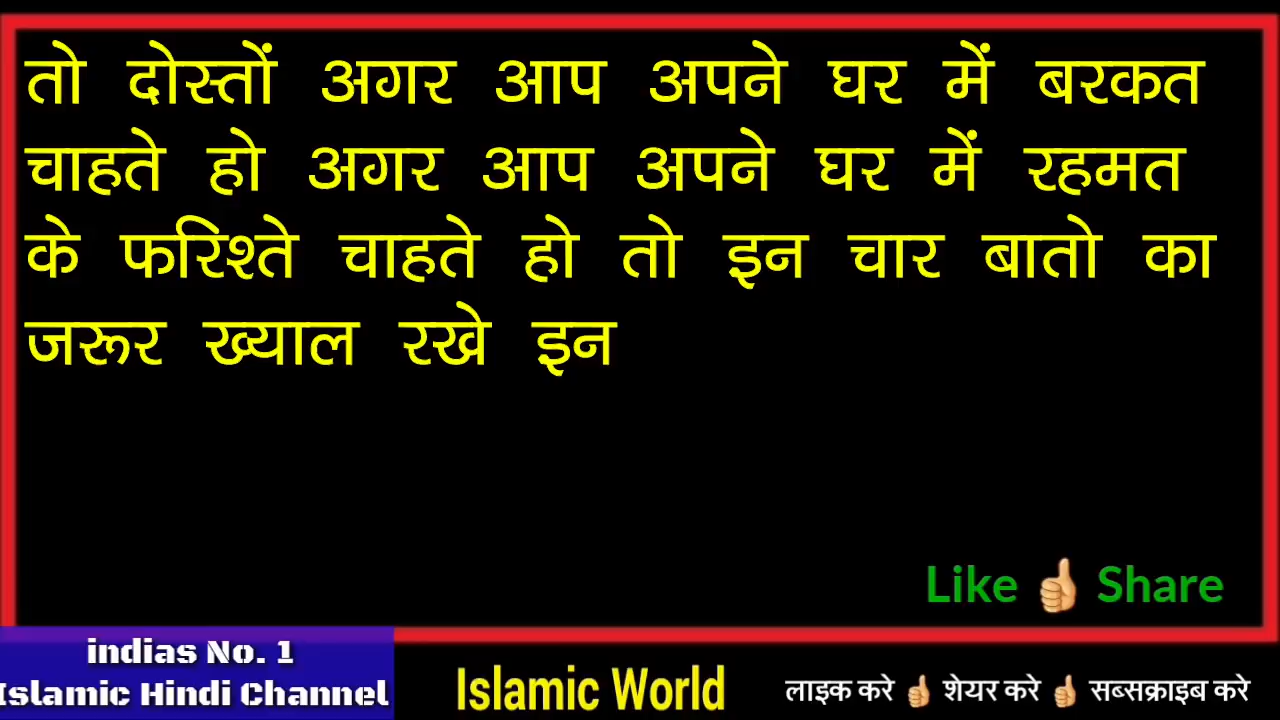 तो दोस्तों अगर आप अपने घर में बरकत
चाहते हो अगर आप अपने घर में रहमत
के फरिश्ते चाहते हो तो इन चार बातो का
जरूर ख्याल रखे इन
Like 👍 Share
indias No. 1
Islamic Hindi Channel
Islamic World
लाइक करे 👍 शेयर करे 👍 सब्सक्राइब करे